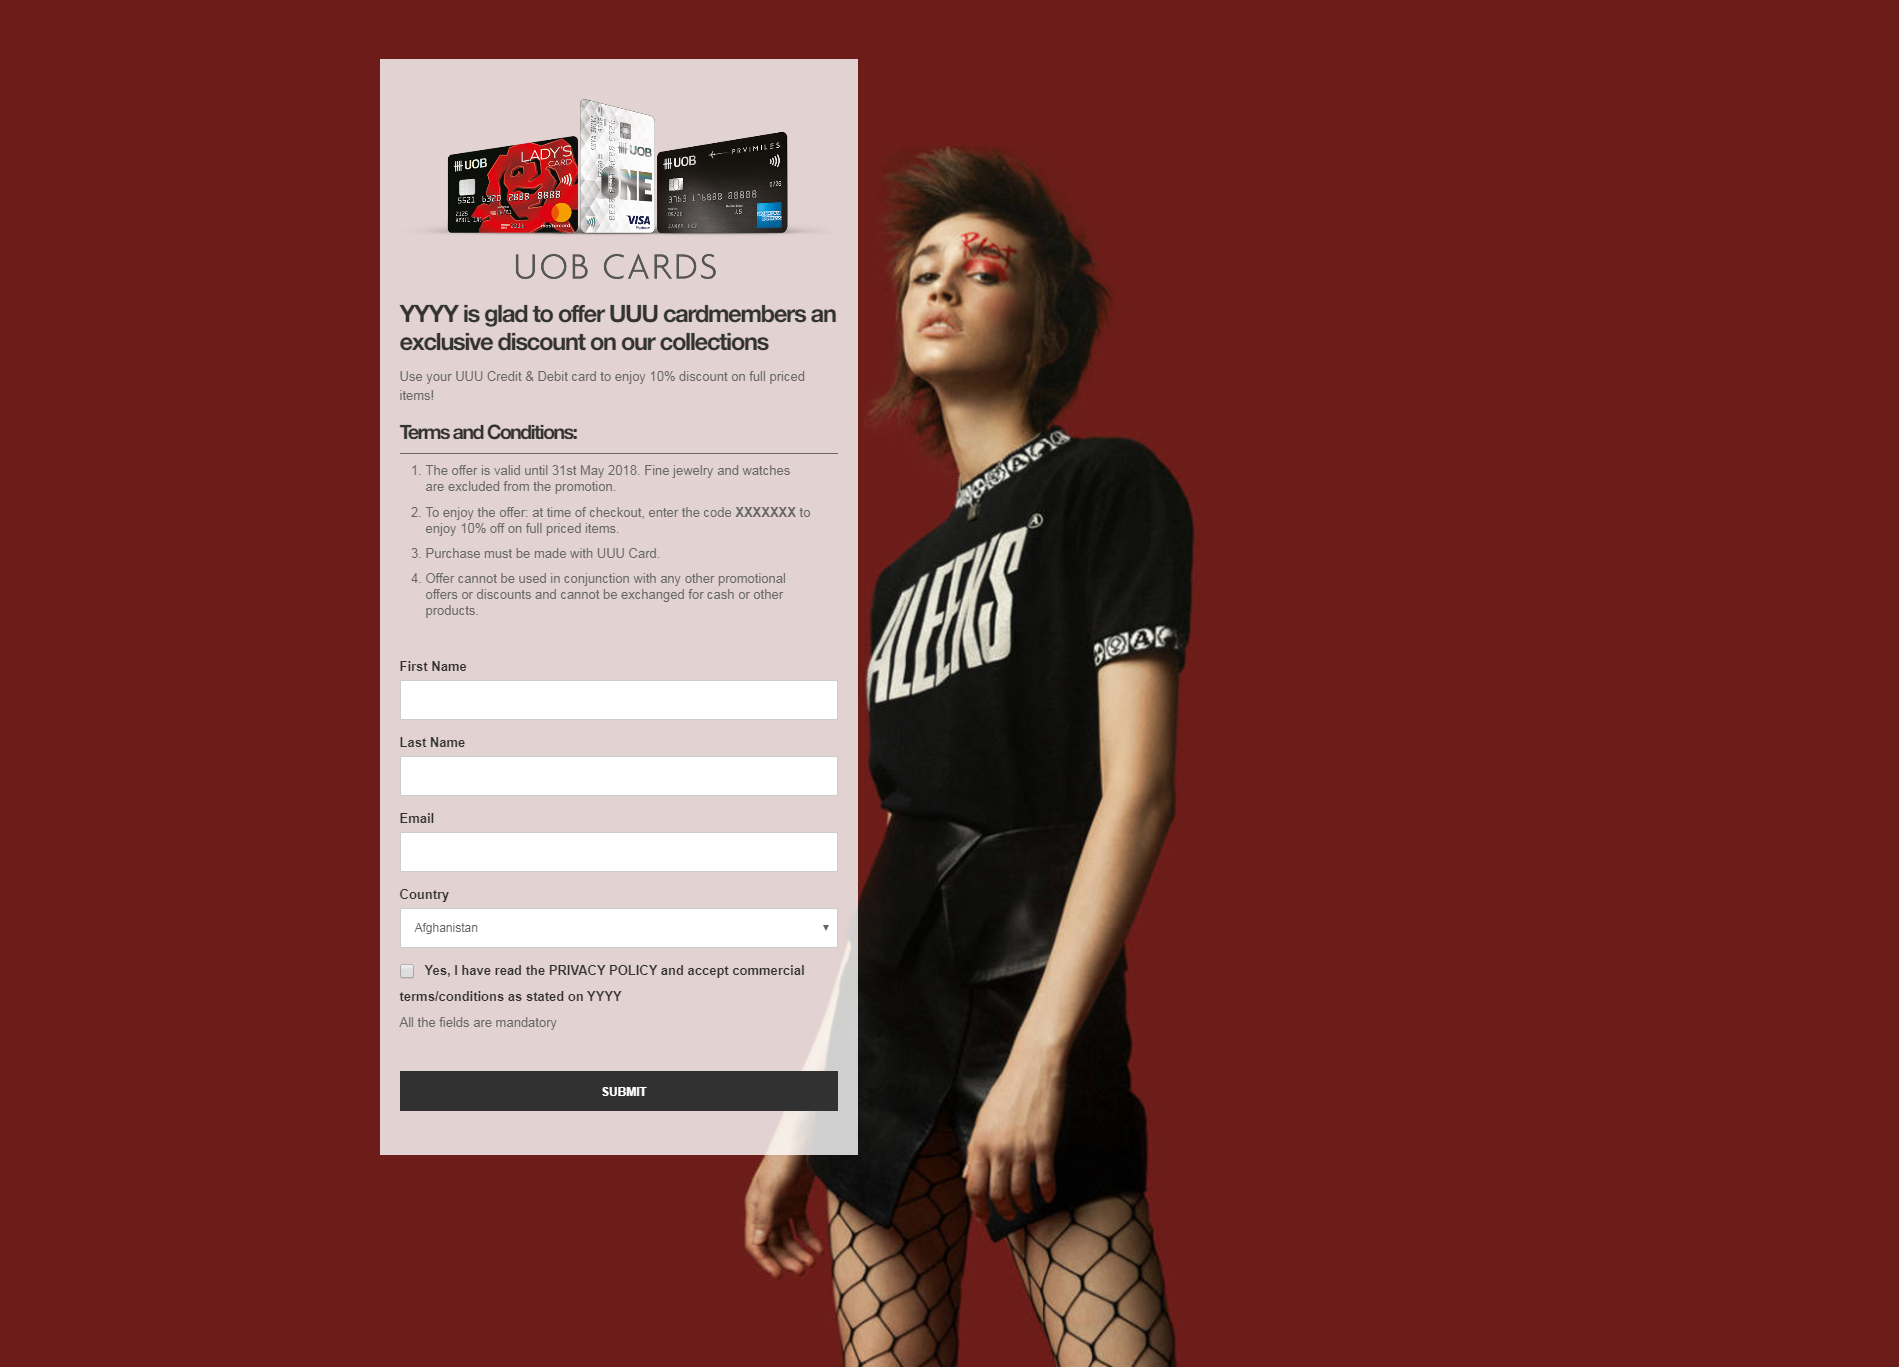 UOB
LADY'S
CARD
mastercard
UOB
ONE
VISA
Platinum
UOB
PRVIMILES
UOB CARDS
YYYY is glad to offer UUU cardmembers an
exclusive discount on our collections
Use your UUU Credit & Debit card to enjoy 10% discount on full priced
items!
Terms and Conditions:
1. The offer is valid until 31st May 2018. Fine jewelry and watches
are excluded from the promotion.
2. To enjoy the offer: at time of checkout, enter the code XXXXXXX to
enjoy 10% off on full priced items.
3. Purchase must be made with UUU Card.
4. Offer cannot be used in conjunction with any other promotional
offers or discounts and cannot be exchanged for cash or other
products.
First Name
Last Name
Email
Country
Afghanistan
Yes, I have read the PRIVACY POLICY and accept commercial
terms/conditions as stated on YYYY
All the fields are mandatory
SUBMIT
RIOT
ALEEKS